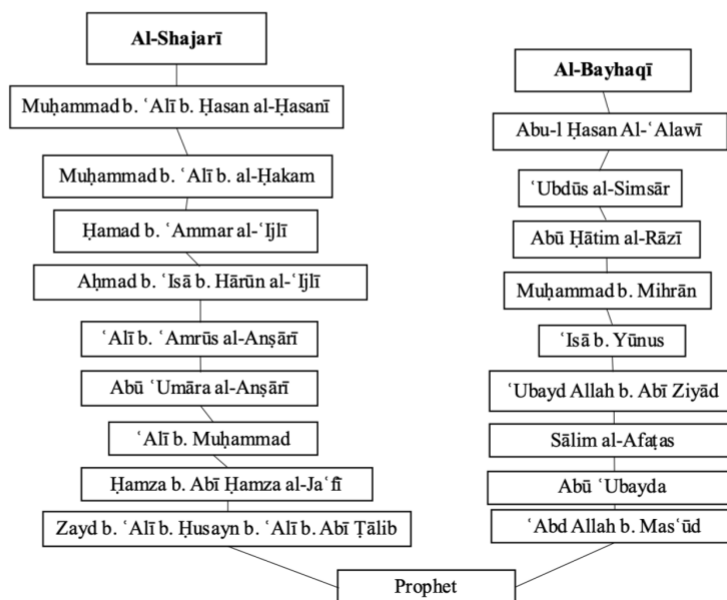 Al-Shajarī
Muḥammad b. ʿAlī b. Ḥasan al-Ḥasanī
Muḥammad b. ʿAlī b. al-Ḥakam
Ḥamad b. ʿAmmar al-ʿIjlī
Aḥmad b. ʿIsā b. Hārūn al-ʿIjlī
ʿAlī b. ʿAmrūs al-Anṣārī
Abū ʿUmāra al-Anṣārī
ʿAlī b. Muḥammad
Ḥamza b. Abī Ḥamza al-Jaʿfī
Zayd b. ʿAlī b. Ḥusayn b. ʿAlī b. Abī Ṭālib
Al-Bayhaqī
Abu-l Ḥasan Al-ʿAlawī
ʿUbdūs al-Simsār
Abū Ḥātim al-Rāzī
Muḥammad b. Mihrān
ʿIsā b. Yūnus
ʿUbayd Allah b. Abī Ziyād
Sālim al-Afaṭas
Abū ʿUbayda
ʿAbd Allah b. Masʿūd
Prophet